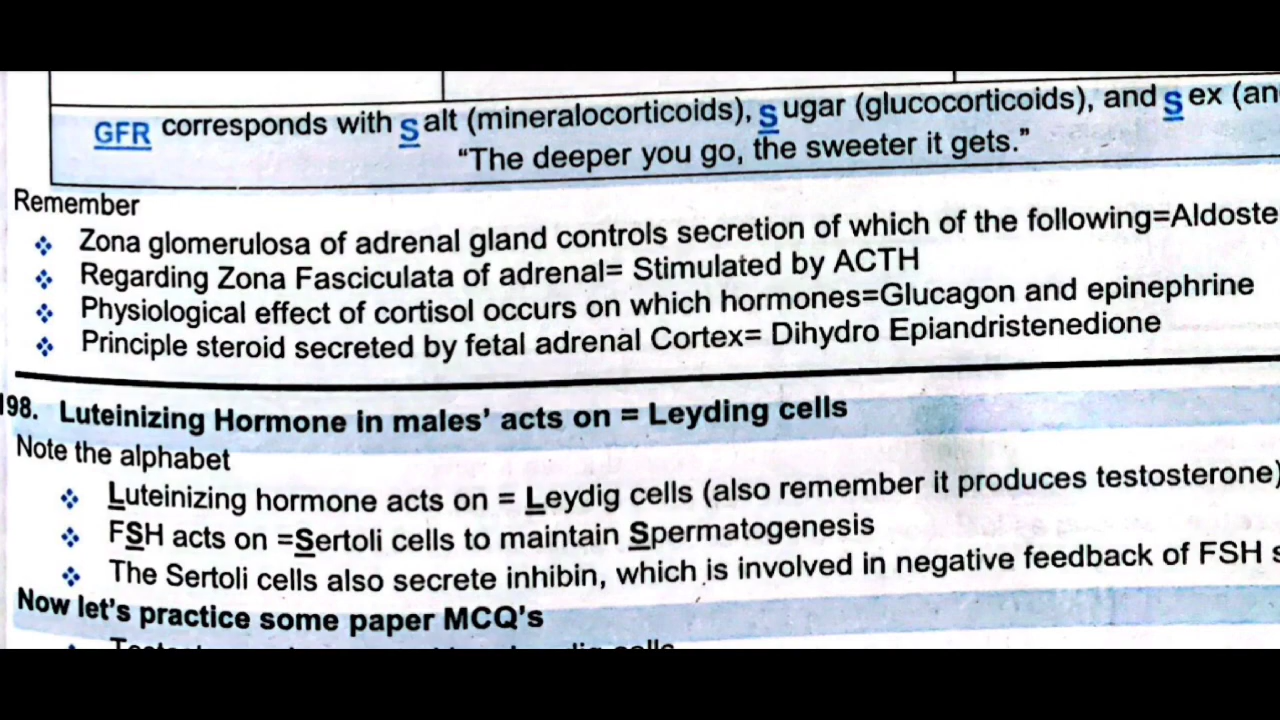 GFR corresponds with Salt (mineralocorticoids), Sugar (glucocorticoids), and Sex (an
"The deeper you go, the sweeter it gets."
Remember
❖ Zona glomerulosa of adrenal gland controls secretion of which of the following=Aldoste
❖ Regarding Zona Fasciculata of adrenal= Stimulated by ACTH
❖ Physiological effect of cortisol occurs on which hormones=Glucagon and epinephrine
❖ Principle steroid secreted by fetal adrenal Cortex= Dihydro Epiandristenedione
198. Luteinizing Hormone in males' acts on = Leyding cells
Note the alphabet
❖ Luteinizing hormone acts on = Leydig cells (also remember it produces testosterone)
❖ FSH acts on =Sertoli cells to maintain Spermatogenesis
❖ The Sertoli cells also secrete inhibin, which is involved in negative feedback of FSH s
Now let's practice some paper MCQ's